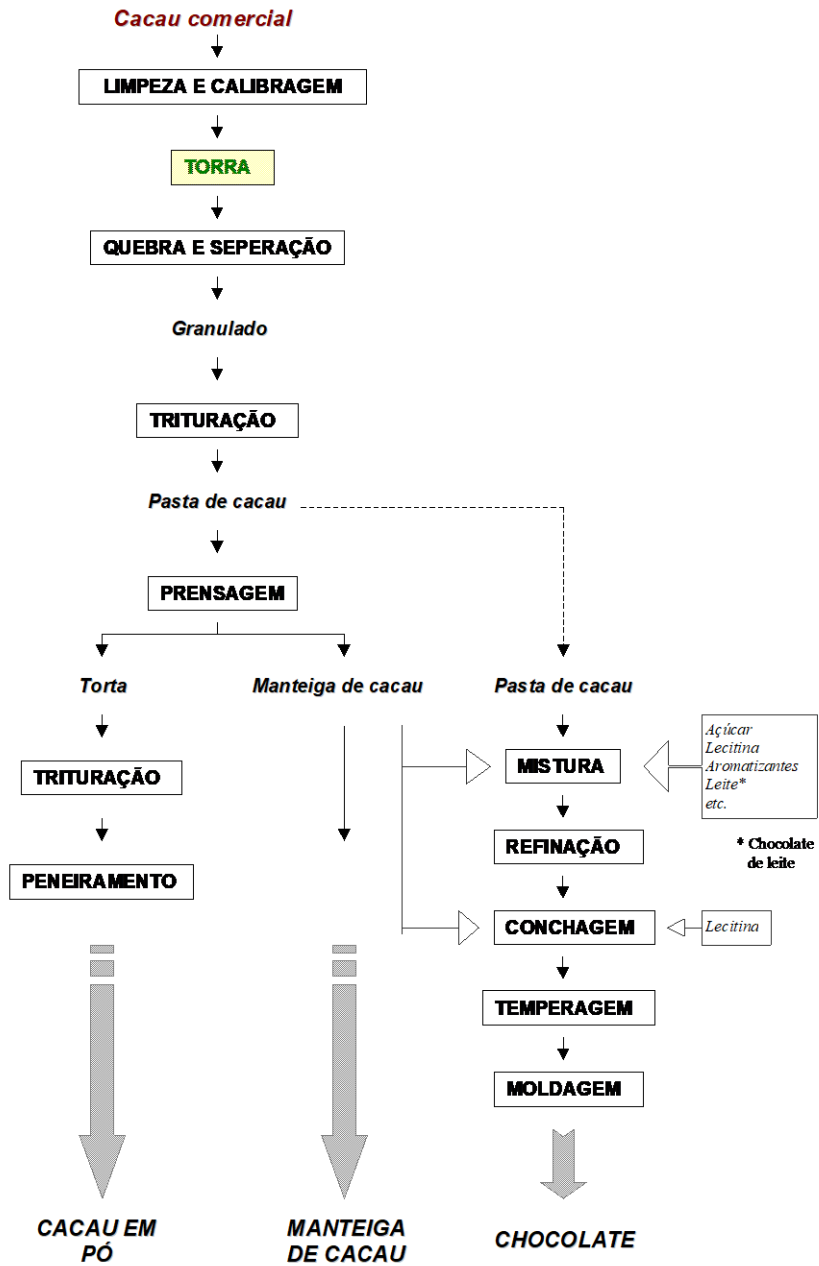 Cacau comercial
LIMPEZA E CALIBRAGEM
TORRA
QUEBRA E SEPERAÇÃO
Granulado
TRITURAÇÃO
Pasta de cacau
PRENSAGEM
Torta
Manteiga de cacau
Pasta de cacau
TRITURAÇÃO
MISTURA
Açúcar
Lecitina
Aromatizantes
Leite*
etc.
REFINAÇÃO
* Chocolate
de leite
PENEIRAMENTO
CONCHAGEM
Lecitina
TEMPERAGEM
MOLDAGEM
CACAU EM
PÓ
MANTEIGA
DE CACAU
CHOCOLATE